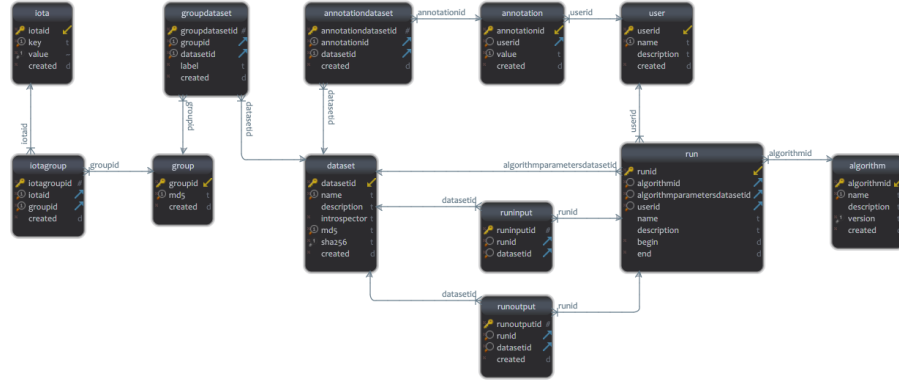 iota
iotaid
key t
value
created d
groupdataset
groupdatasetid #
groupid
datasetid
label t
created d
annotationdataset
annotationdatasetid #
annotationid
datasetid
created d
annotationid
annotation
annotationid
userid
value t
created d
userid
user
userid
name t
description t
created d
iotaid
groupid
datasetid
datasetid
userid
iotagroup
iotagroupid #
iotaid
groupid
created d
groupid
group
groupid
md5 t
created d
dataset
datasetid
name t
description t
introspector t
md5 t
sha256 t
created d
algorithmparametersdatasetid
datasetid
runinput
runinputid #
runid
datasetid
runid
run
runid
algorithmid
algorithmparametersdatasetid
userid
name t
description t
begin d
end d
algorithmid
algorithm
algorithmid
name t
description t
version t
created d
datasetid
runoutput
runoutputid #
runid
datasetid
created d
runid